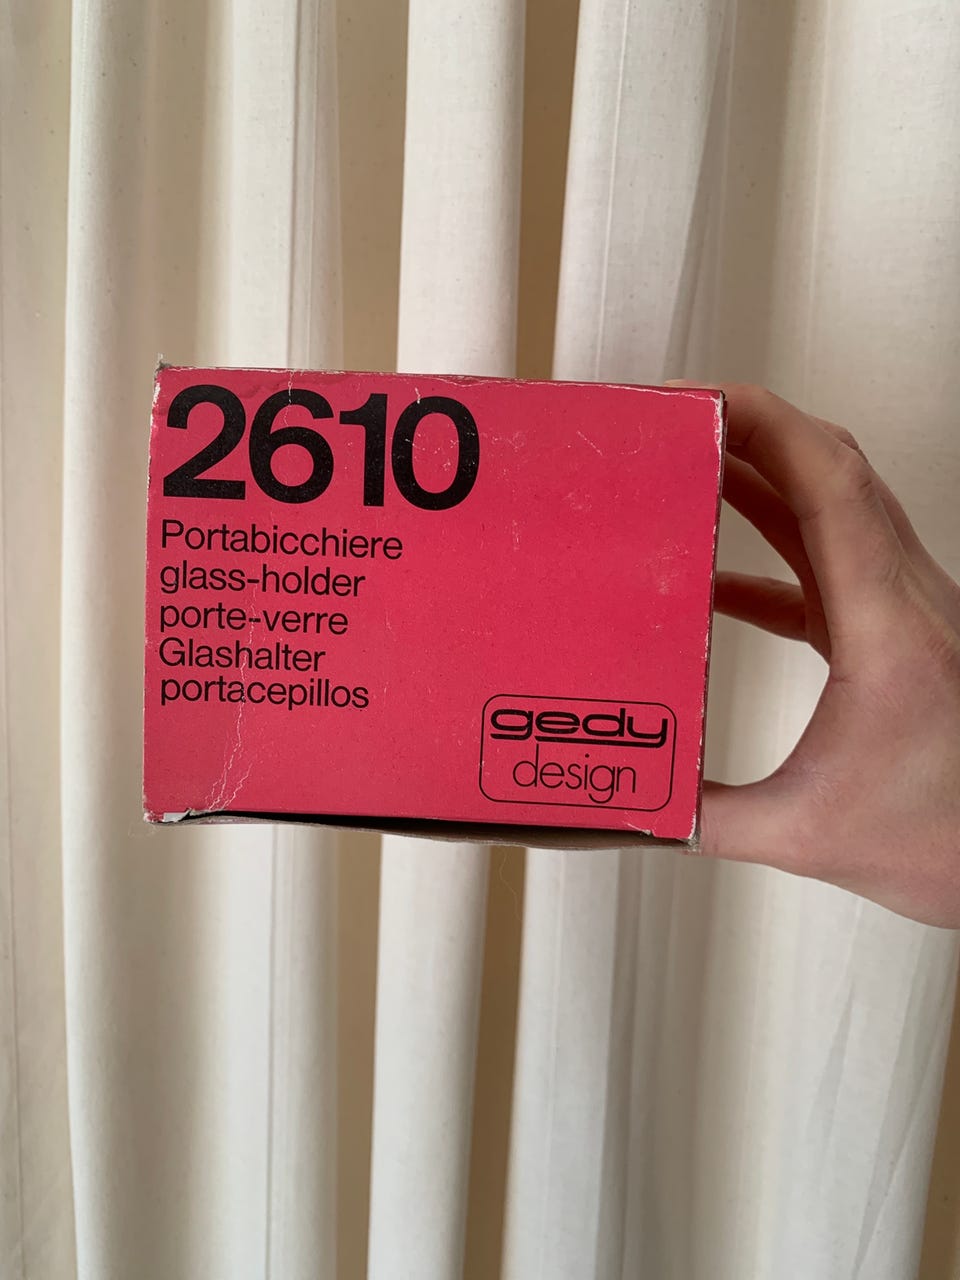 2610
Portabicchiere
glass-holder
porte-verre
Glashalter
portacepillos
gedy
design